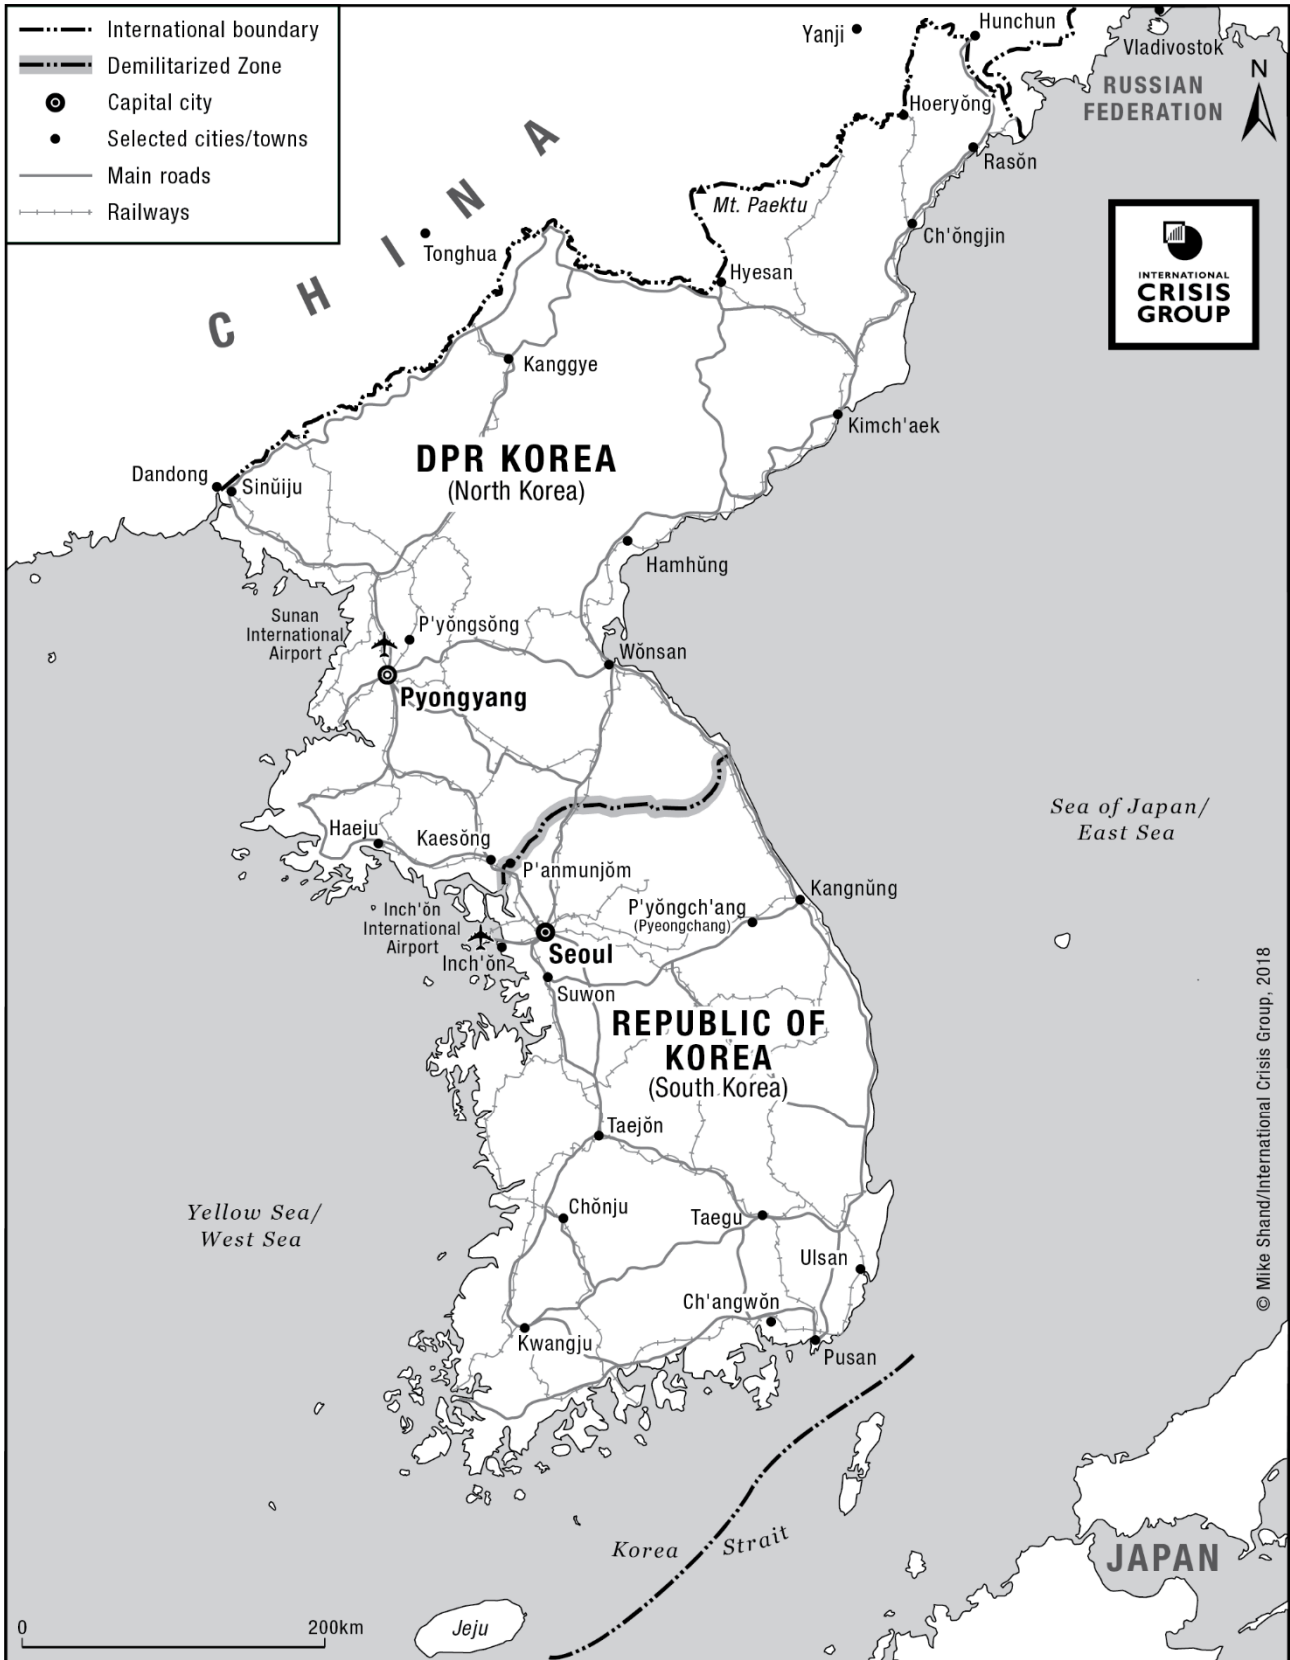 International boundary
Demilitarized Zone
Capital city
Selected cities/towns
Main roads
Railways
Yanji
Hunchun
Vladivostok
RUSSIAN
FEDERATION
N
Hoeryŏng
Rasŏn
CHINA
Mt. Paektu
Tonghua
Ch'ŏngjin
Hyesan
INTERNATIONAL
CRISIS
GROUP
Kanggye
Kimch'aek
DPR KOREA
(North Korea)
Dandong
Sinŭiju
Hamhŭng
Sunan
International
Airport
P'yŏngsŏng
Wŏnsan
Pyongyang
Sea of Japan/
East Sea
Haeju
Kaesŏng
P'anmunjŏm
Kangnŭng
Inch'ŏn
International
Airport
P'yŏngch'ang
(Pyeongchang)
Inch'ŏn
Seoul
Suwon
REPUBLIC OF
KOREA
(South Korea)
Taejŏn
Yellow Sea/
West Sea
Chŏnju
Taegu
Ulsan
Ch'angwŏn
Kwangju
Pusan
Korea Strait
JAPAN
Jeju
0 200km
© Mike Shand/International Crisis Group, 2018